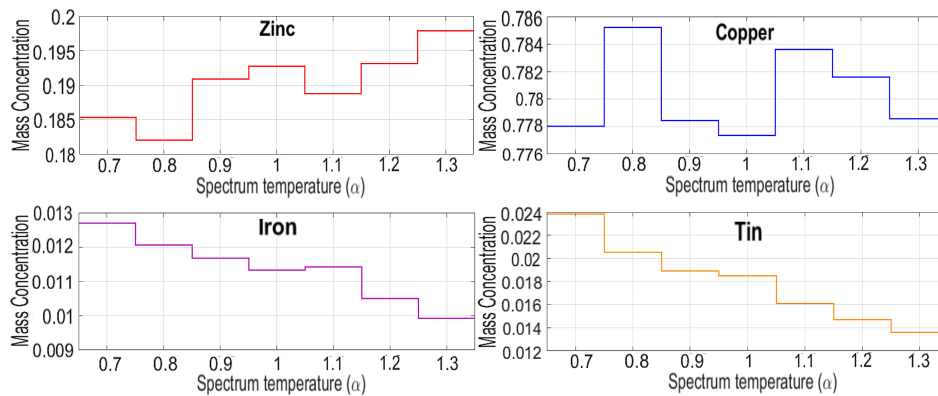 Zinc
Mass Concentration
0.2
0.195
0.19
0.185
0.18
0.7 0.8 0.9 1 1.1 1.2 1.3
Spectrum temperature (α)
Copper
Mass Concentration
0.786
0.784
0.782
0.78
0.778
0.776
0.7 0.8 0.9 1 1.1 1.2 1.3
Spectrum temperature (α)
Iron
Mass Concentration
0.013
0.012
0.011
0.01
0.009
0.7 0.8 0.9 1 1.1 1.2 1.3
Spectrum temperature (α)
Tin
Mass Concentration
0.024
0.022
0.02
0.018
0.016
0.014
0.012
0.7 0.8 0.9 1 1.1 1.2 1.3
Spectrum temperature (α)